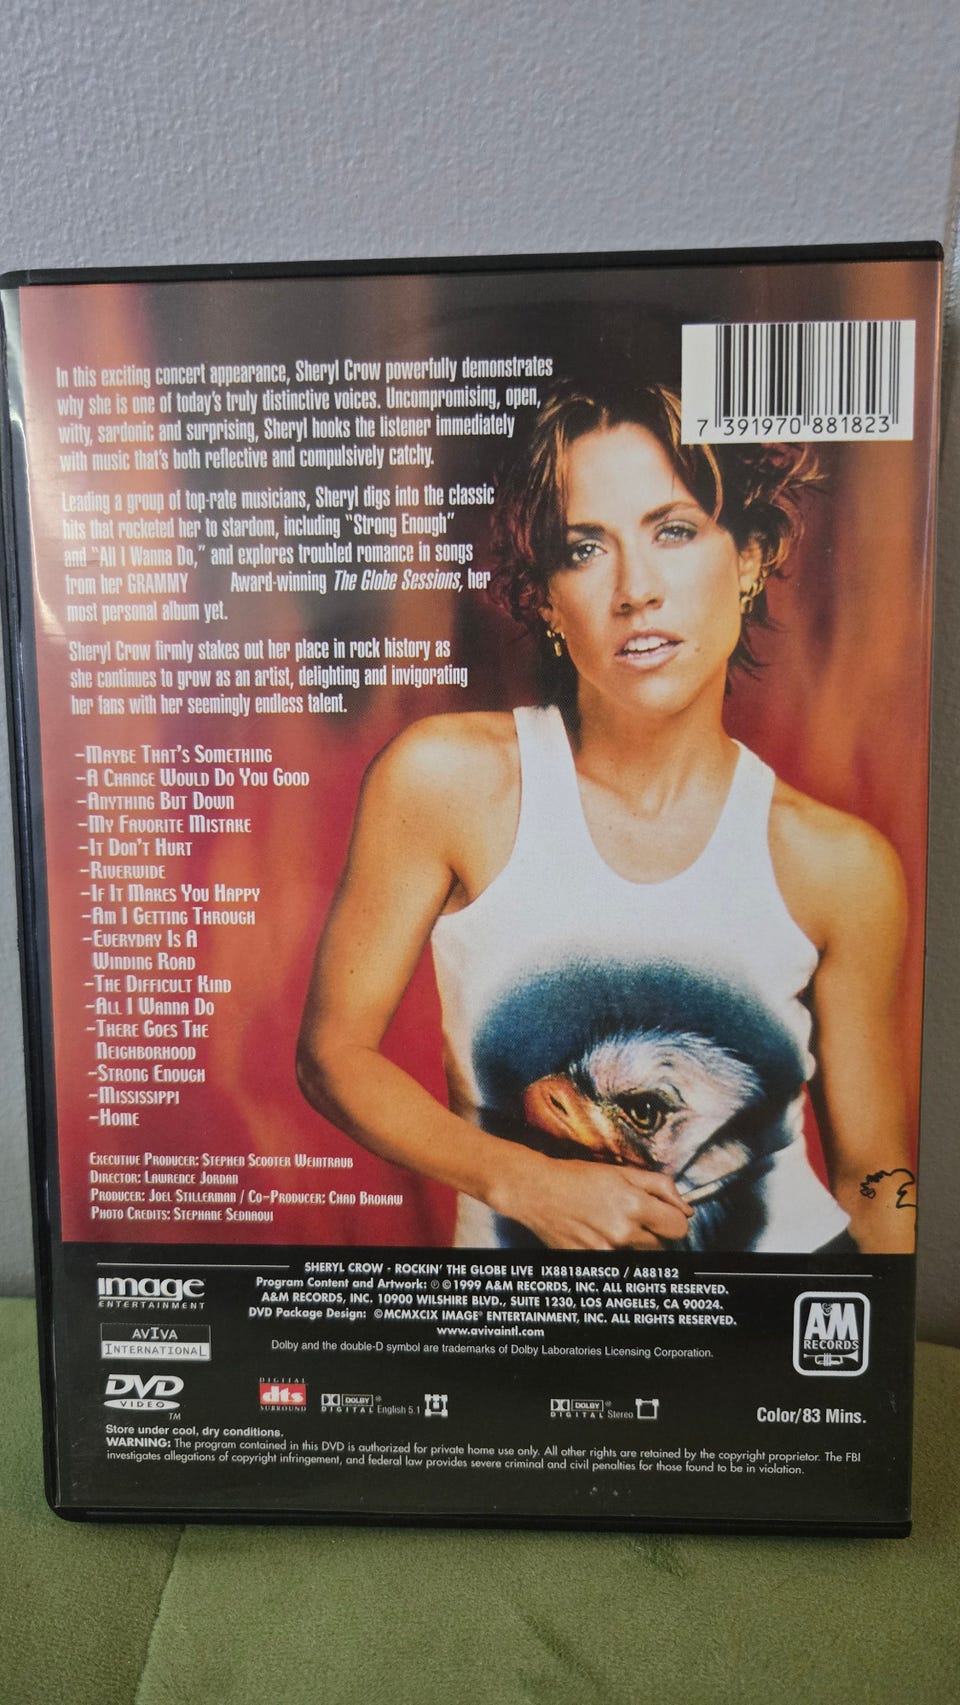 7 391970 881823
In this exciting concert appearance, Sheryl Crow powerfully demonstrates
why she is one of today's truly distinctive voices. Uncompromising, open,
witty, sardonic and surprising, Sheryl hooks the listener immediately
with music that's both reflective and compulsively catchy.
Leading a group of top-rate musicians, Sheryl digs into the classic
hits that rocketed her to stardom, including "Strong Enough"
and "All I Wanna Do," and explores troubled romance in songs
from her GRAMMY Award-winning The Globe Sessions, her
most personal album yet.
Sheryl Crow firmly stakes out her place in rock history as
she continues to grow as an artist, delighting and invigorating
her fans with her seemingly endless talent.
-Maybe That's Something
-A Change Would Do You Good
-Anything But Down
-My Favorite Mistake
-It Don't Hurt
-Riverwide
-If It Makes You Happy
-Am I Getting Through
-Everyday Is A
Winding Road
-The Difficult Kind
-All I Wanna Do
-There Goes The
Neighborhood
-Strong Enough
-Mississippi
-Home
Executive Producer: Stephen Scooter Weintraub
Director: Lawrence Jordan
Producer: Joel Stillerman / Co-Producer: Chad Brokaw
Photo Credits: Stephane Sednaoui
SHERYL CROW - ROCKIN' THE GLOBE LIVE IX8818ARSCD / A88182
Program Content and Artwork: ℗ © 1999 A&M RECORDS, INC. ALL RIGHTS RESERVED.
A&M RECORDS, INC. 10900 WILSHIRE BLVD., SUITE 1230, LOS ANGELES, CA 90024.
DVD Package Design: ©MCMXCIX IMAGE® ENTERTAINMENT, INC. ALL RIGHTS RESERVED.
www.avivaintl.com
Dolby and the double-D symbol are trademarks of Dolby Laboratories Licensing Corporation.
image
ENTERTAINMENT
AVIVA
INTERNATIONAL
A&M
RECORDS
DVD
VIDEO
TM
DIGITAL
dts
SURROUND
DOLBY®
DIGITAL English 5.1
DOLBY®
DIGITAL Stereo
Color/83 Mins.
Store under cool, dry conditions.
WARNING: The program contained in this DVD is authorized for private home use only. All other rights are retained by the copyright proprietor. The FBI
investigates allegations of copyright infringement, and federal law provides severe criminal and civil penalties for those found to be in violation.